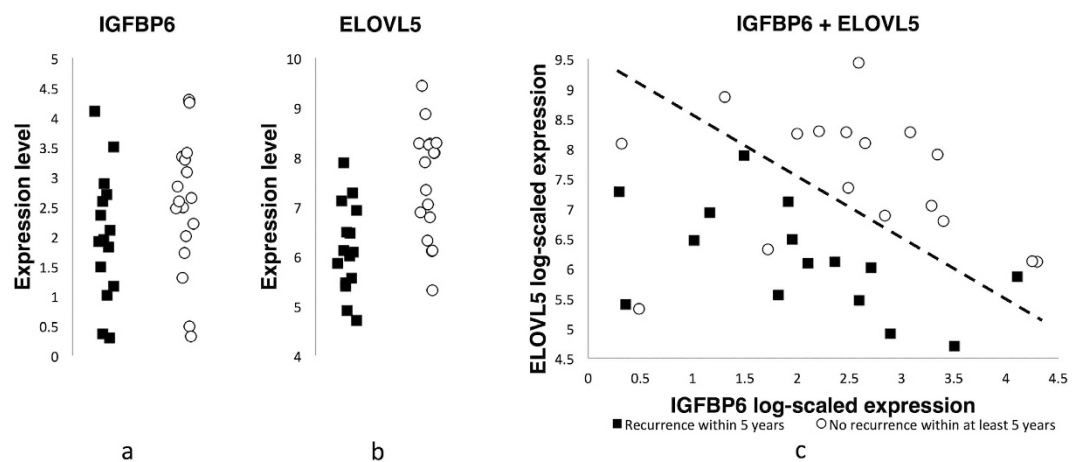 IGFBP6
Expression level
5
4.5
4
3.5
3
2.5
2
1.5
1
0.5
0
a
ELOVL5
Expression level
10
9
8
7
6
5
4
b
IGFBP6 + ELOVL5
ELOVL5 log-scaled expression
9.5
9
8.5
8
7.5
7
6.5
6
5.5
5
4.5
0 0.5 1 1.5 2 2.5 3 3.5 4 4.5
IGFBP6 log-scaled expression
Recurrence within 5 years No recurrence within at least 5 years
c